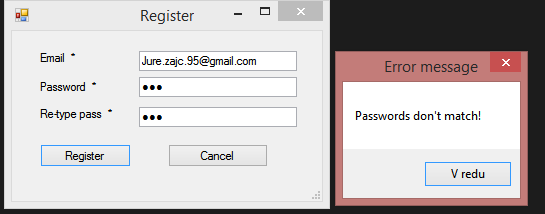 Register
Email *
Jure.zajc.95@gmail.com
Password *
●●●
Re-type pass *
●●●
Register
Cancel
Error message
Passwords don't match!
V redu